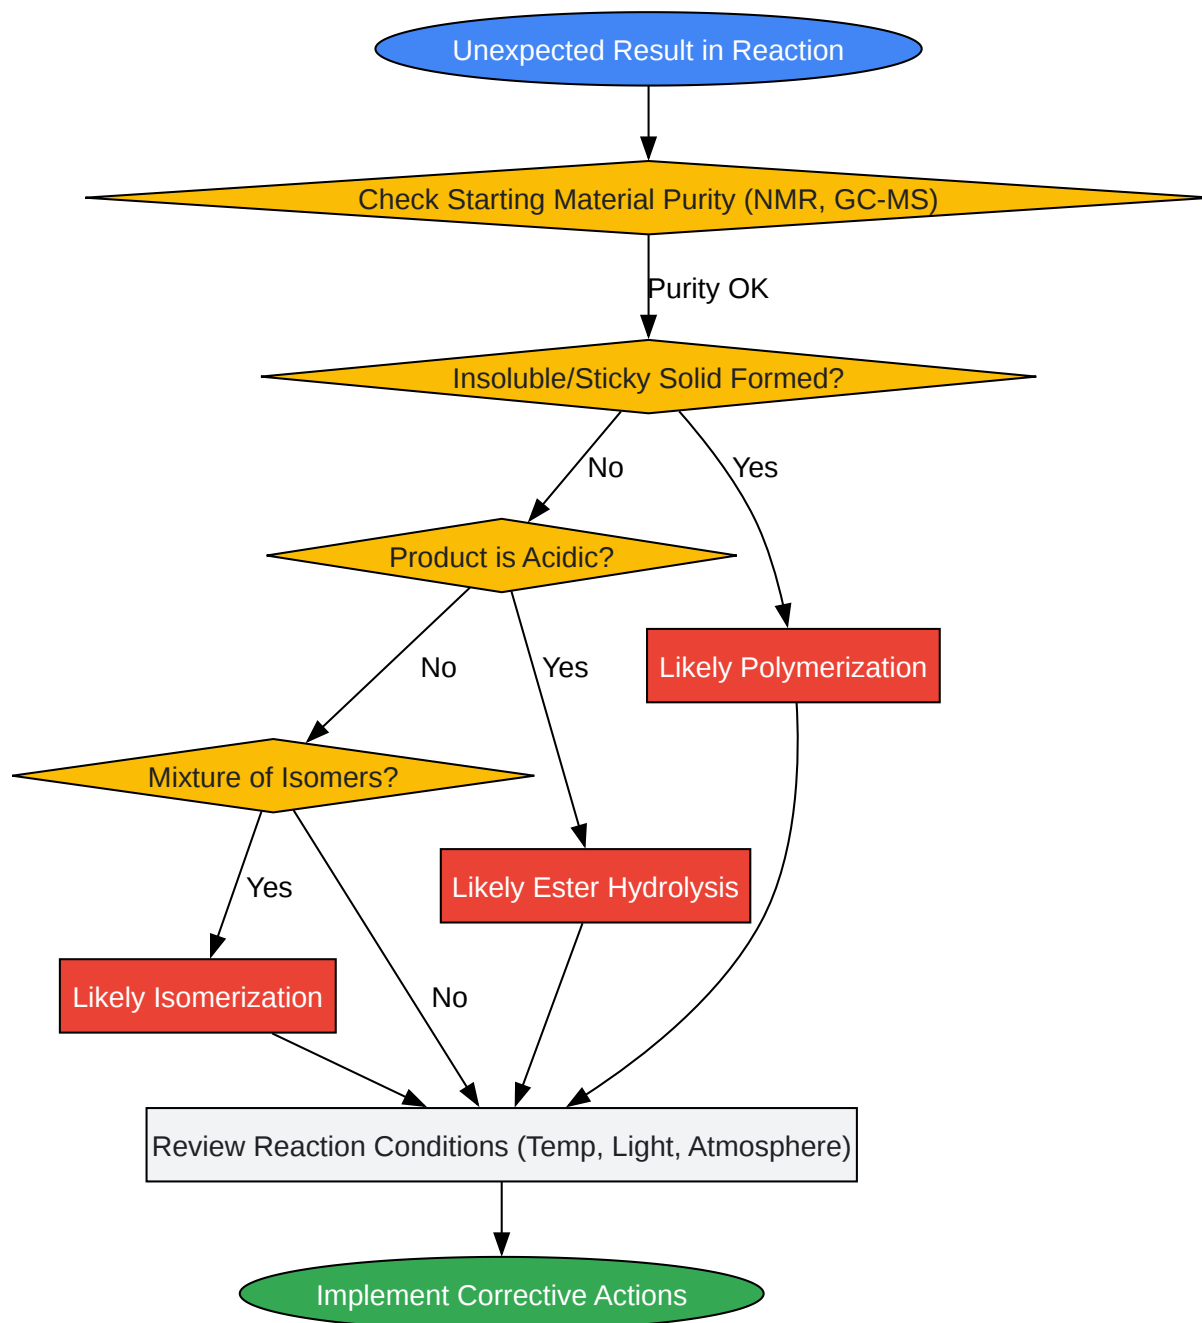 Unexpected Result in Reaction
Check Starting Material Purity (NMR, GC-MS)
Purity OK
Insoluble/Sticky Solid Formed?
No
Yes
Product is Acidic?
No
Yes
Likely Polymerization
Mixture of Isomers?
Yes
Likely Ester Hydrolysis
Likely Isomerization
No
Review Reaction Conditions (Temp, Light, Atmosphere)
Implement Corrective Actions